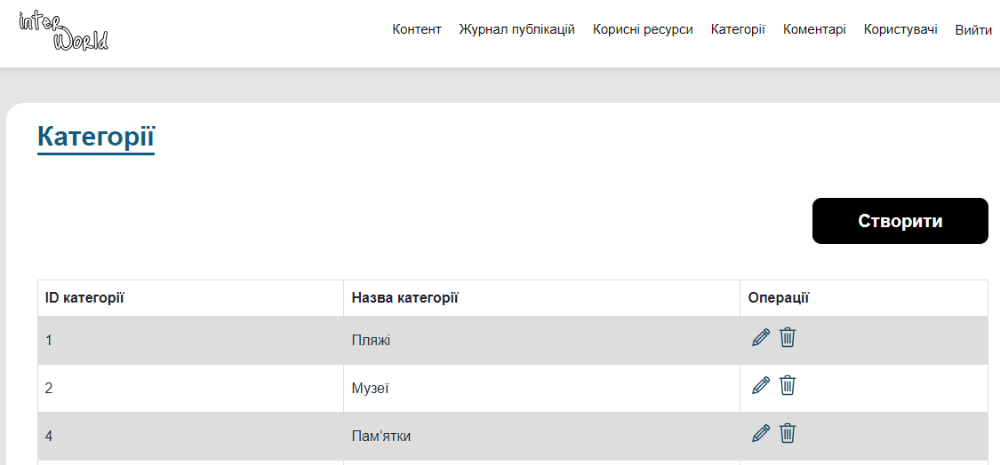 inter
World
Контент Журнал публікацій Корисні ресурси Категорії Коментарі Користувачі Вийти
Категорії
Створити
ID категорії Назва категорії Операції
1 Пляжі
2 Музеї
4 Пам’ятки